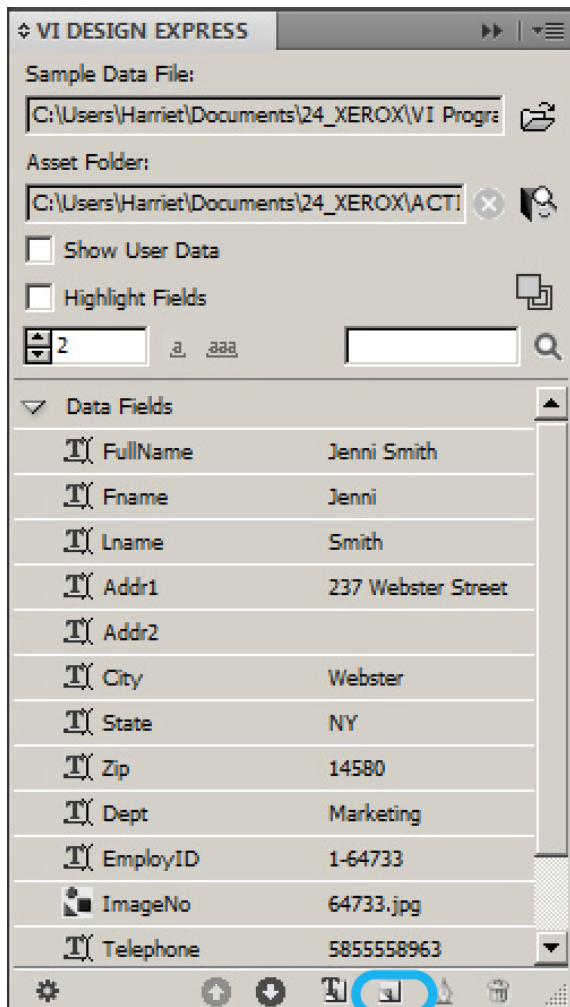 VI DESIGN EXPRESS
Sample Data File:
C:\Users\Harriet\Documents\24_XEROX\VI Progra
Asset Folder:
C:\Users\Harriet\Documents\24_XEROX\ACTI
Show User Data
Highlight Fields
2 a aaa
Data Fields
FullName Jenni Smith
Fname Jenni
Lname Smith
Addr1 237 Webster Street
Addr2
City Webster
State NY
Zip 14580
Dept Marketing
EmployID 1-64733
ImageNo 64733.jpg
Telephone 5855558963